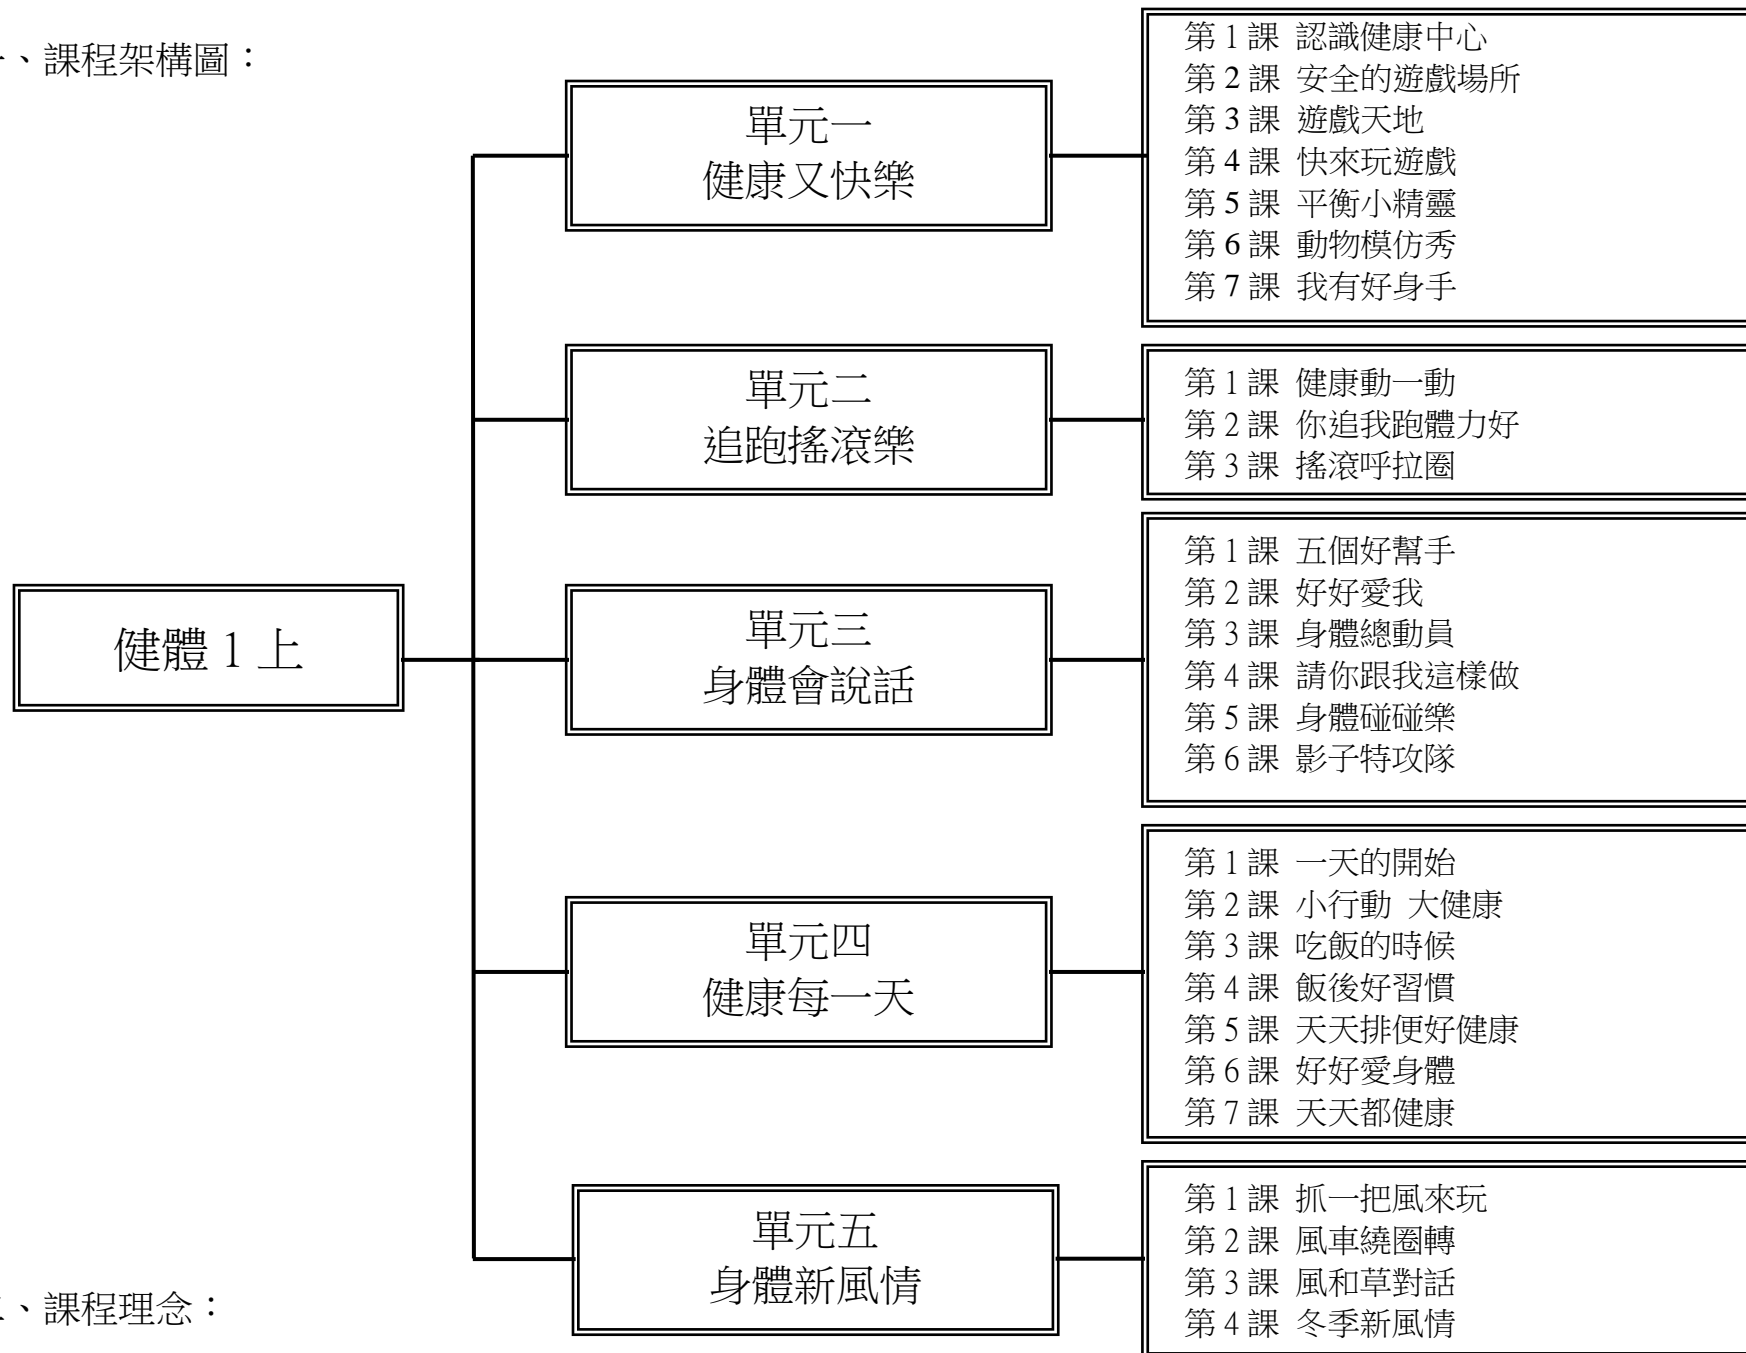 、課程架構圖：
健體 1 上
單元一
健康又快樂
第 1 課 認識健康中心
第 2 課 安全的遊戲場所
第 3 課 遊戲天地
第 4 課 快來玩遊戲
第 5 課 平衡小精靈
第 6 課 動物模仿秀
第 7 課 我有好身手
單元二
追跑搖滾樂
第 1 課 健康動一動
第 2 課 你追我跑體力好
第 3 課 搖滾呼拉圈
單元三
身體會說話
第 1 課 五個好幫手
第 2 課 好好愛我
第 3 課 身體總動員
第 4 課 請你跟我這樣做
第 5 課 身體碰碰樂
第 6 課 影子特攻隊
單元四
健康每一天
第 1 課 一天的開始
第 2 課 小行動 大健康
第 3 課 吃飯的時候
第 4 課 飯後好習慣
第 5 課 天天排便好健康
第 6 課 好好愛身體
第 7 課 天天都健康
單元五
身體新風情
第 1 課 抓一把風來玩
第 2 課 風車繞圈轉
第 3 課 風和草對話
第 4 課 冬季新風情
、課程理念：